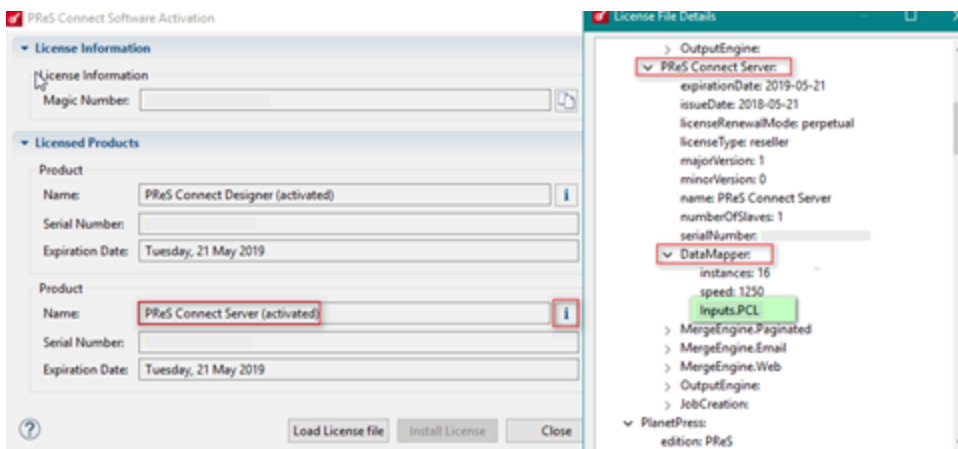 PReS Connect Software Activation
License Information
License Information
Magic Number:
Licensed Products
Product
Name: PReS Connect Designer (activated) i
Serial Number:
Expiration Date: Tuesday, 21 May 2019
Product
Name: PReS Connect Server (activated) i
Serial Number:
Expiration Date: Tuesday, 21 May 2019
? Load License file Install License Close
License File Details
OutputEngine:
PReS Connect Server:
expirationDate: 2019-05-21
issueDate: 2018-05-21
licenseRenewalMode: perpetual
licenseType: reseller
majorVersion: 1
minorVersion: 0
name: PReS Connect Server
numberOfSlaves: 1
serialNumber:
DataMapper:
instances: 16
speed: 1250
Inputs.PCL
MergeEngine.Paginated
MergeEngine.Email
MergeEngine.Web
OutputEngine:
JobCreation:
PlanetPress:
edition: PReS